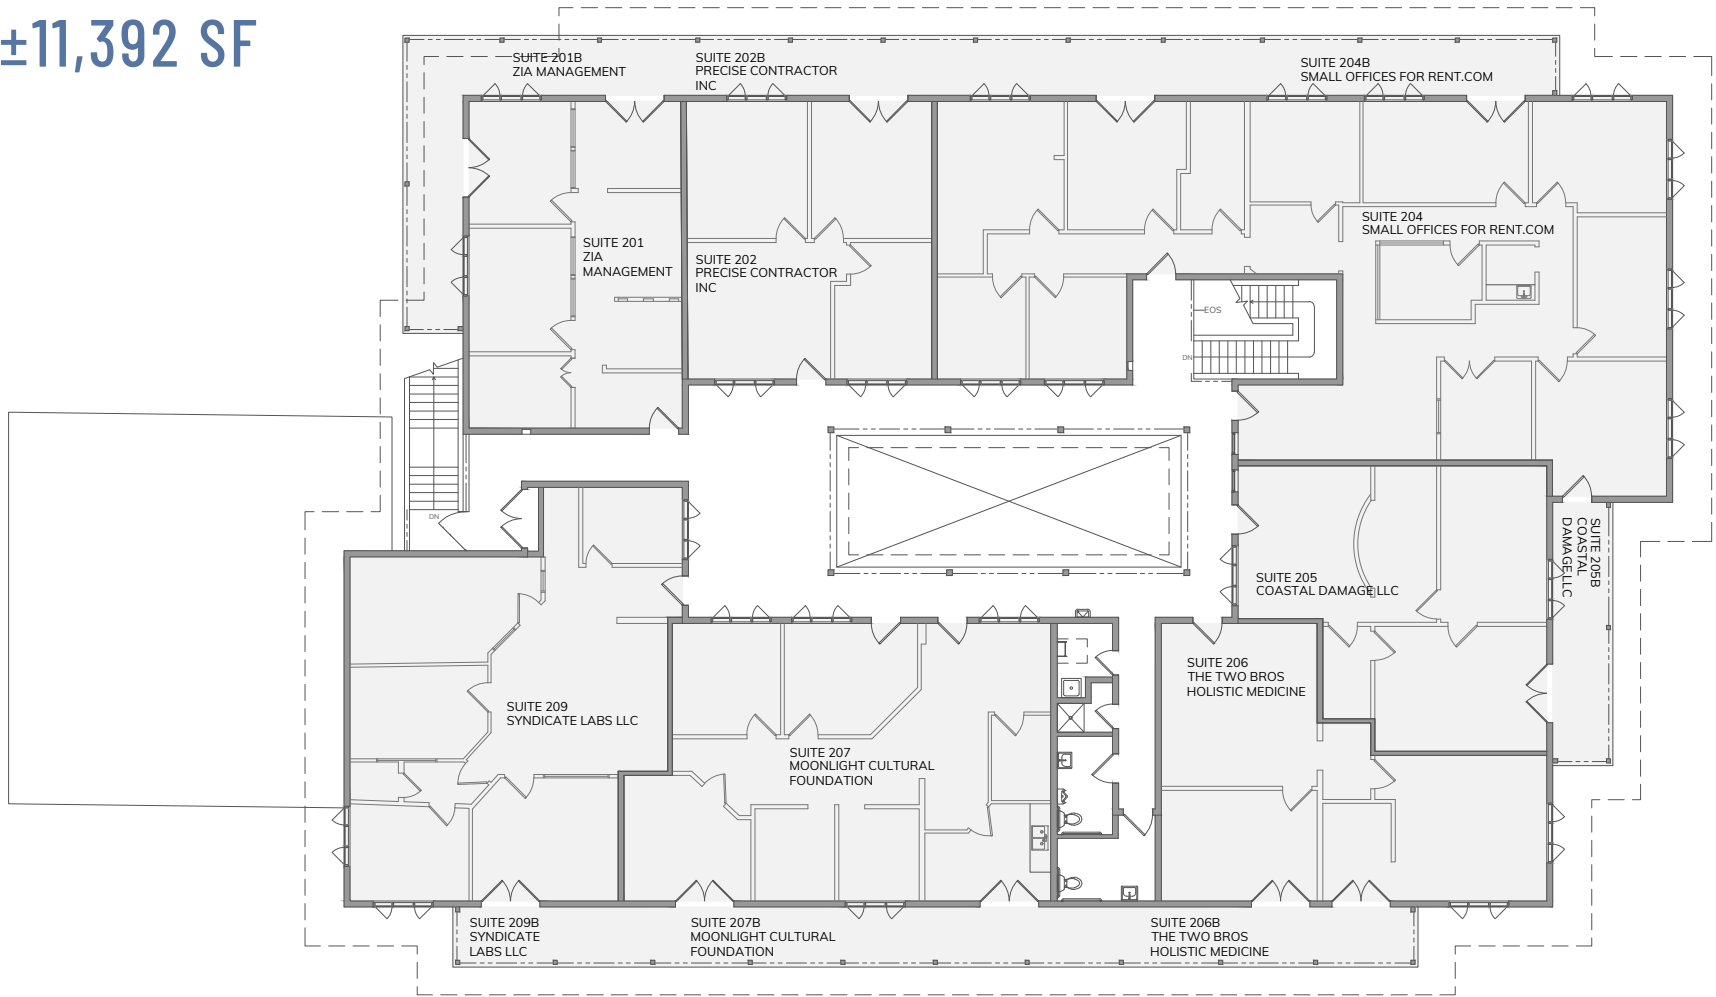 ±11,392 SF
SUITE 201B
ZIA MANAGEMENT
SUITE 202B
PRECISE CONTRACTOR
INC
SUITE 204B
SMALL OFFICES FOR RENT.COM
SUITE 201
ZIA
MANAGEMENT
SUITE 202
PRECISE CONTRACTOR
INC
SUITE 204
SMALL OFFICES FOR RENT.COM
EOS
DN
DN
SUITE 205B
COASTAL
DAMAGE LLC
SUITE 205
COASTAL DAMAGE LLC
SUITE 206
THE TWO BROS
HOLISTIC MEDICINE
SUITE 209
SYNDICATE LABS LLC
SUITE 207
MOONLIGHT CULTURAL
FOUNDATION
SUITE 209B
SYNDICATE
LABS LLC
SUITE 207B
MOONLIGHT CULTURAL
FOUNDATION
SUITE 206B
THE TWO BROS
HOLISTIC MEDICINE